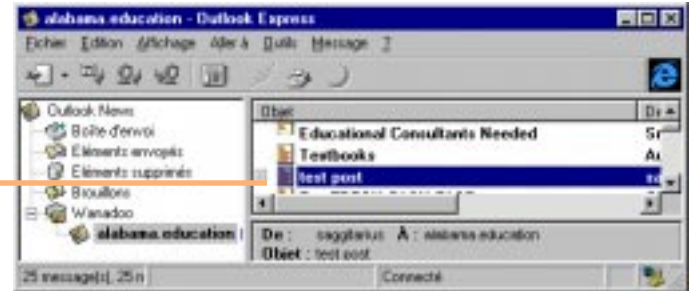 alabama.education - Outlook Express
Fichier Edition Affichage Aller à Outils Message ?
Outlook News
Boîte d'envoi
Eléments envoyés
Eléments supprimés
Brouillons
Wanadoo
alabama.education
Objet
Educational Consultants Needed
Textbooks
test post
De : saggitarius À : alabama.education
Objet : test post
25 message(s), 25 n
Connecté